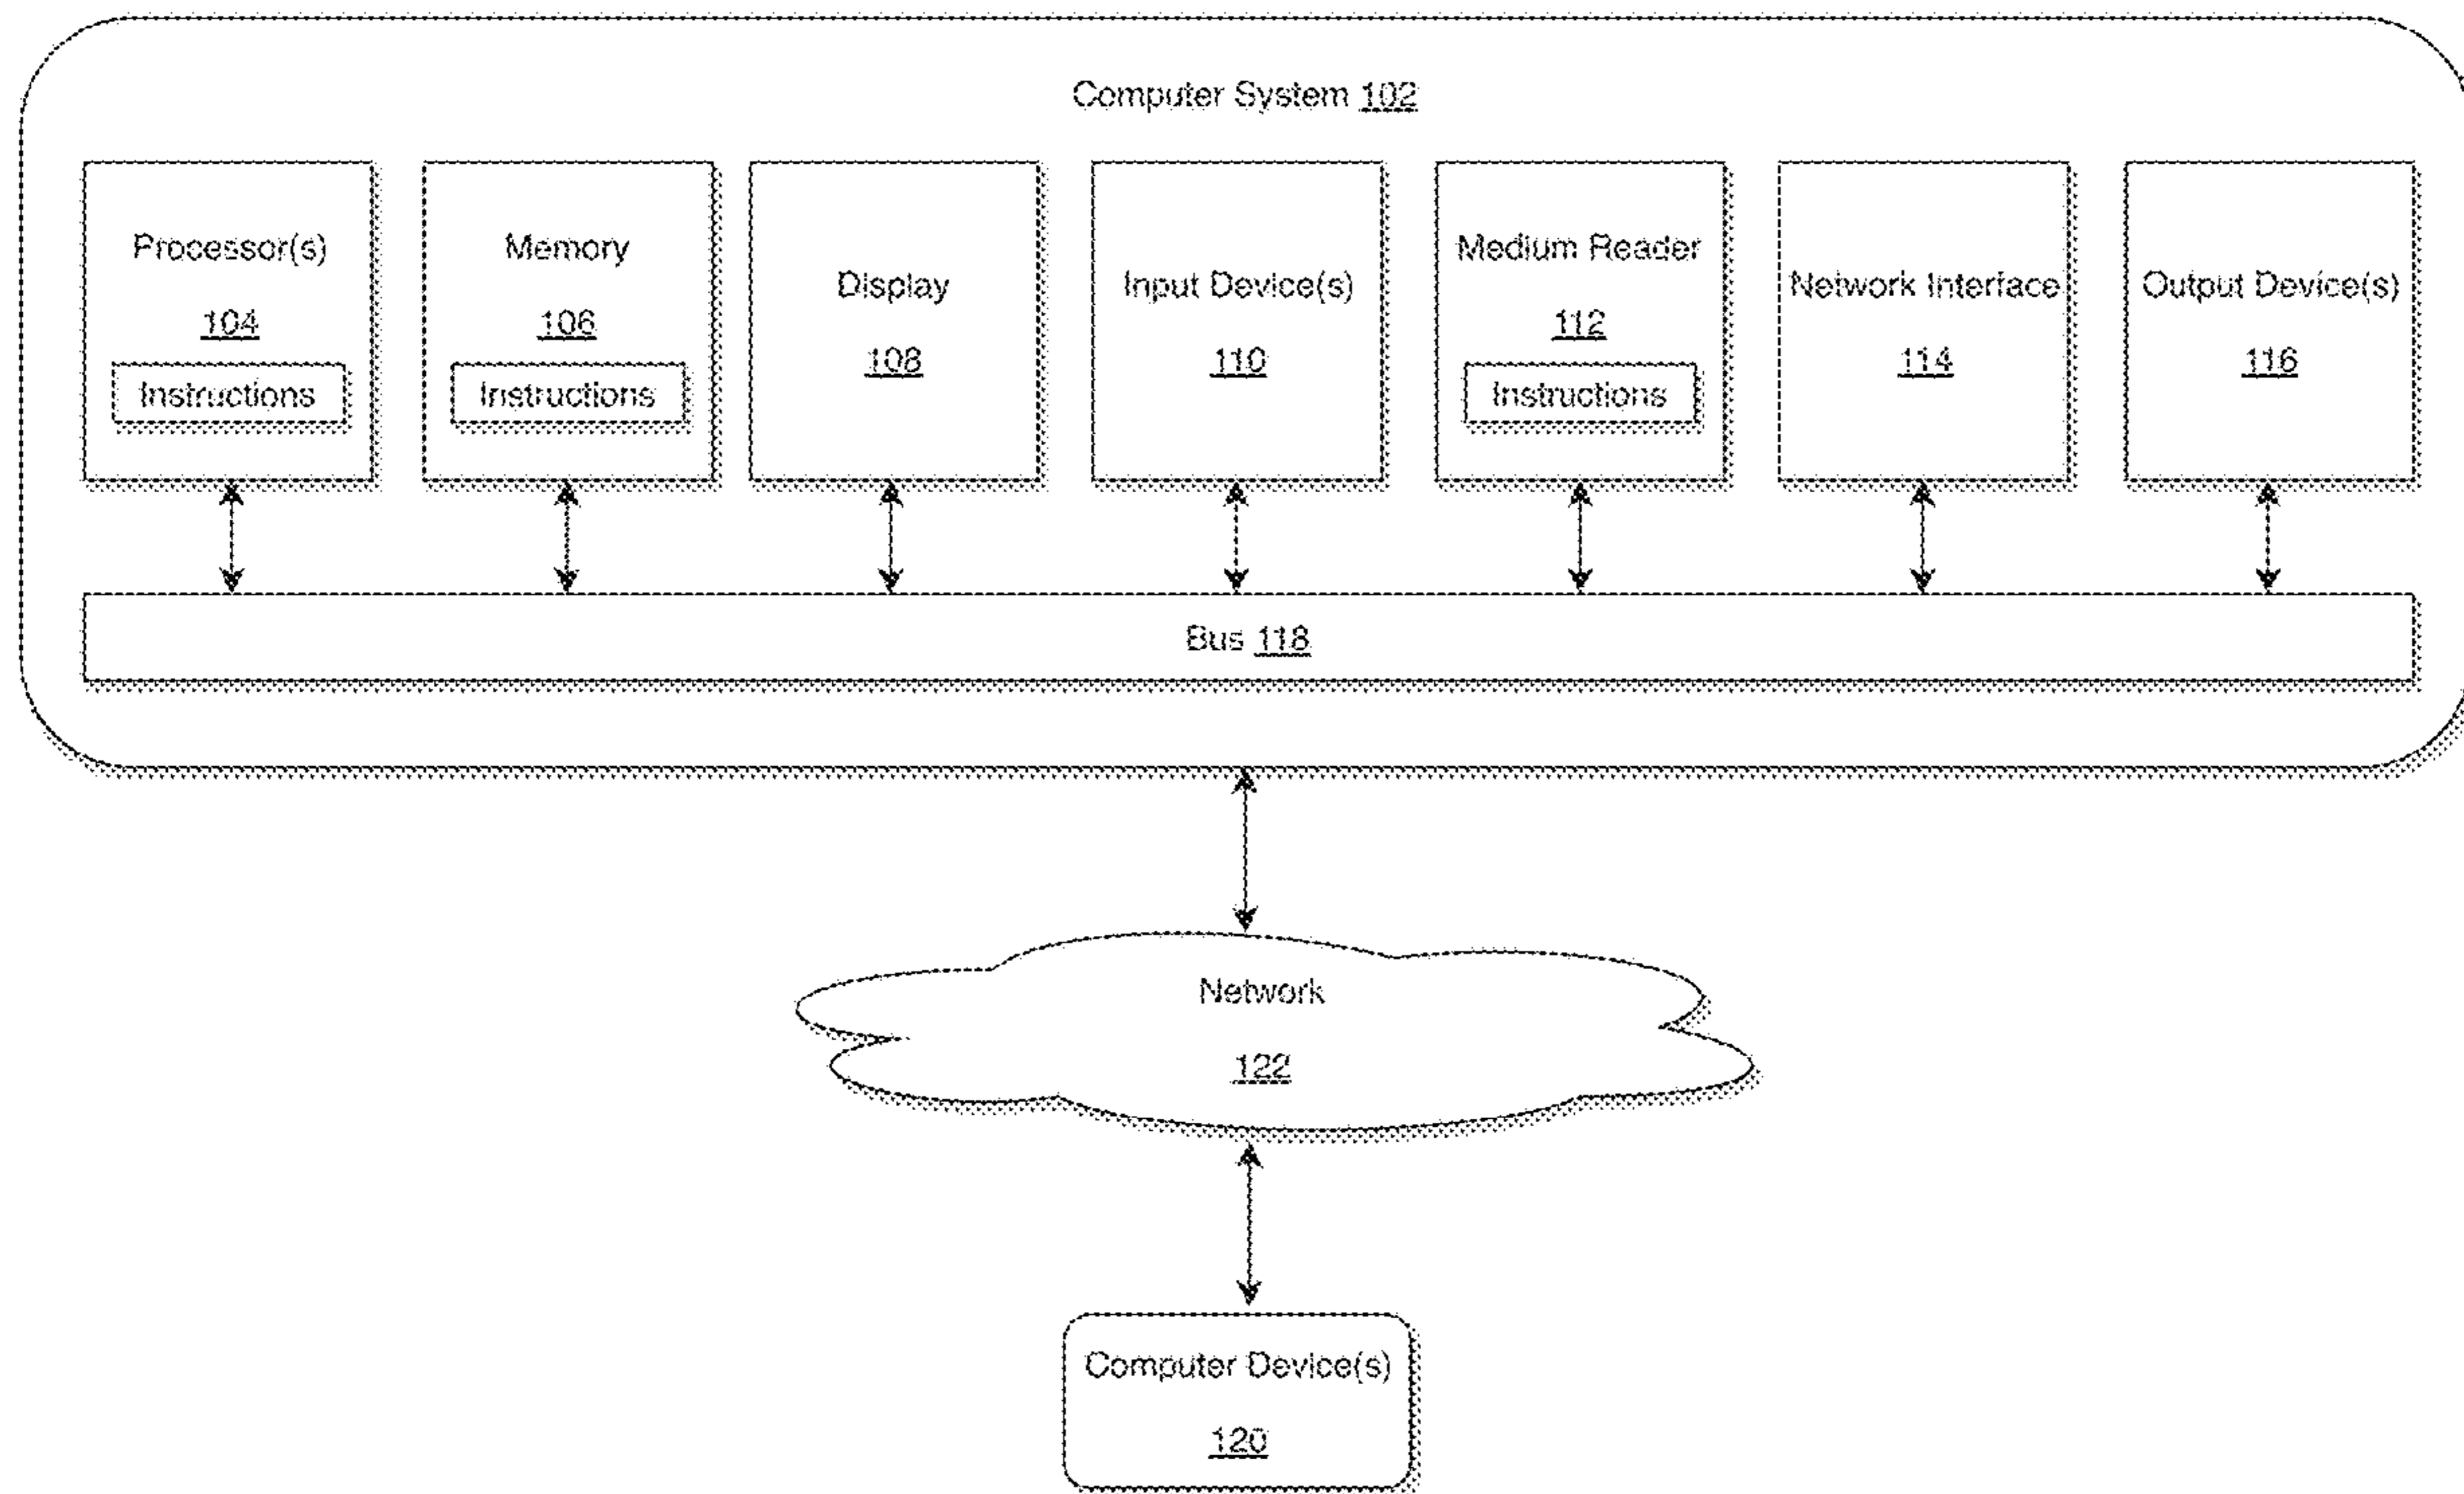 Computer System 102
Processor(s)
104
Instructions
Memory
106
Instructions
Display
108
Input Device(s)
110
Medium Reader
112
Instructions
Network Interface
114
Output Device(s)
116
Bus 118
Network
122
Computer Device(s)
120